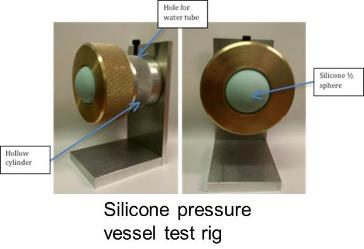 Hole for
water tube
Silicone ½
sphere
Hollow
cylinder
Silicone pressure
vessel test rig